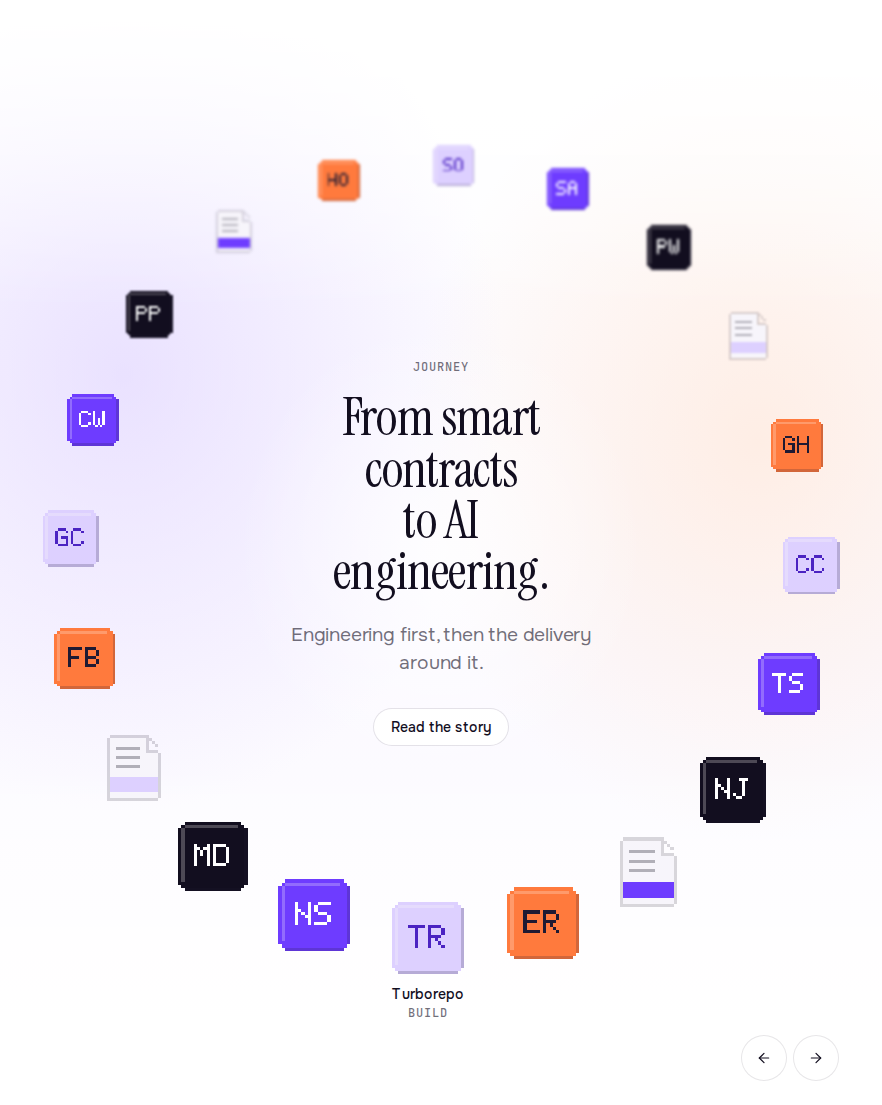 SO
HO
SA
PW
PP
GH
CW
GC
CC
FB
TS
NJ
MD
NS
TR
ER
JOURNEY
From smart
contracts
to AI
engineering.
Engineering first, then the delivery
around it.
Read the story
Turborepo
BUILD